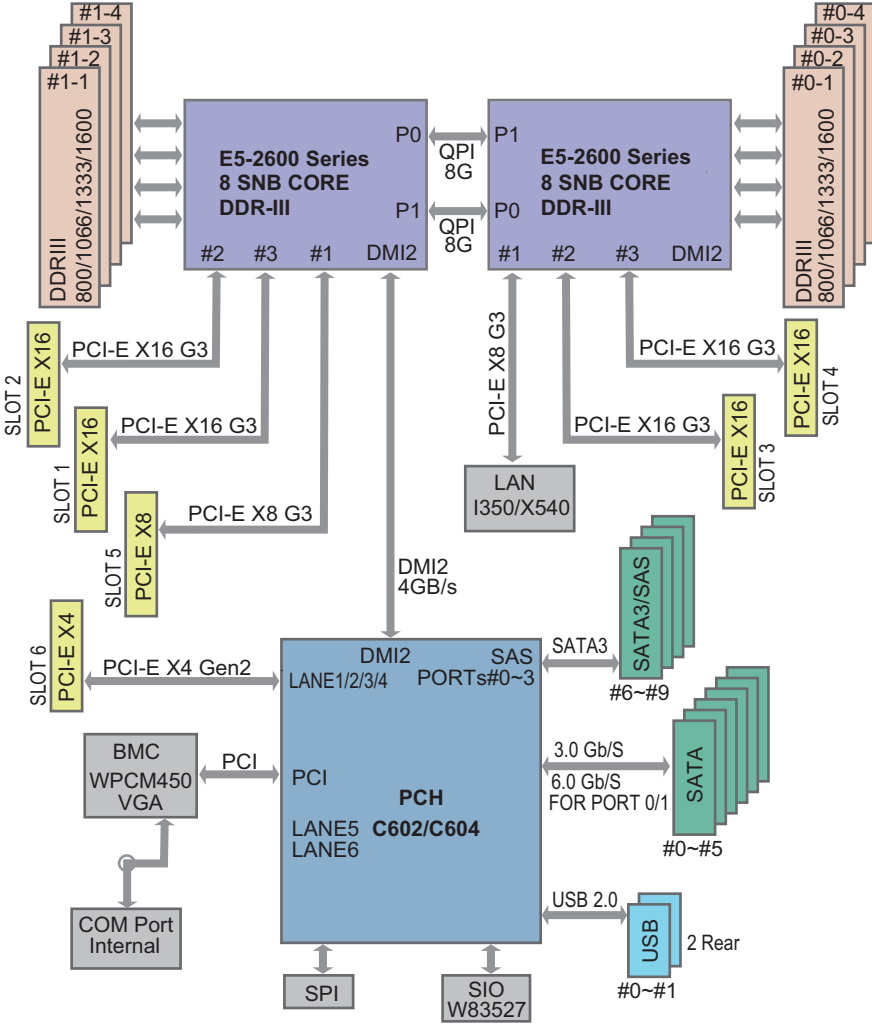 #1-4
#1-3
#1-2
#1-1
DDRIII
800/1066/1333/1600
E5-2600 Series
8 SNB CORE
DDR-III
P0
P1
#2
#3
#1
DMI2
QPI
8G
QPI
8G
P1
P0
E5-2600 Series
8 SNB CORE
DDR-III
#1
#2
#3
DMI2
#0-4
#0-3
#0-2
#0-1
DDRIII
800/1066/1333/1600
SLOT 2
PCI-E X16
PCI-E X16 G3
SLOT 1
PCI-E X16
PCI-E X16 G3
SLOT 5
PCI-E X8
PCI-E X8 G3
PCI-E X8 G3
LAN
I350/X540
PCI-E X16 G3
PCI-E X16
SLOT 4
PCI-E X16 G3
PCI-E X16
SLOT 3
DMI2
4GB/s
SLOT 6
PCI-E X4
PCI-E X4 Gen2
DMI2
LANE1/2/3/4
SAS
PORTs#0~3
SATA3
SATA3/SAS
#6~#9
BMC
WPCM450
VGA
PCI
PCI
PCH
C602/C604
LANE5
LANE6
3.0 Gb/S
6.0 Gb/S
FOR PORT 0/1
SATA
#0~#5
COM Port
Internal
USB 2.0
USB
2 Rear
#0~#1
SPI
SIO
W83527